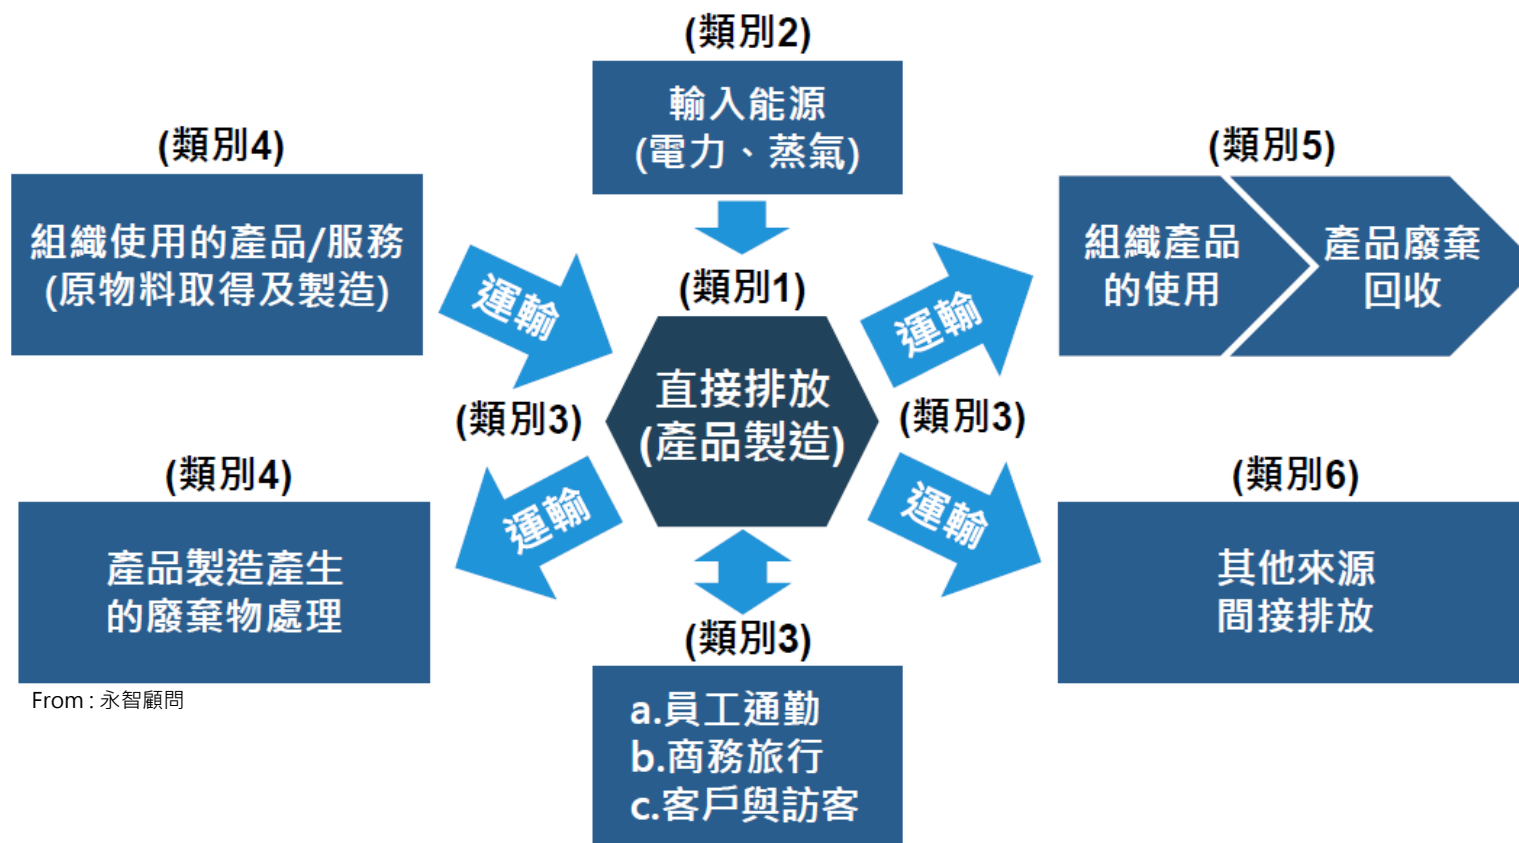 (類別2)
輸入能源
(電力、蒸氣)
(類別4)
組織使用的產品/服務
(原物料取得及製造)
運輸
(類別5)
組織產品
的使用
產品廢棄
回收
運輸
(類別1)
直接排放
(產品製造)
(類別3)
(類別3)
(類別4)
產品製造產生
的廢棄物處理
運輸
運輸
(類別6)
其他來源
間接排放
(類別3)
a.員工通勤
b.商務旅行
c.客戶與訪客
From : 永智顧問